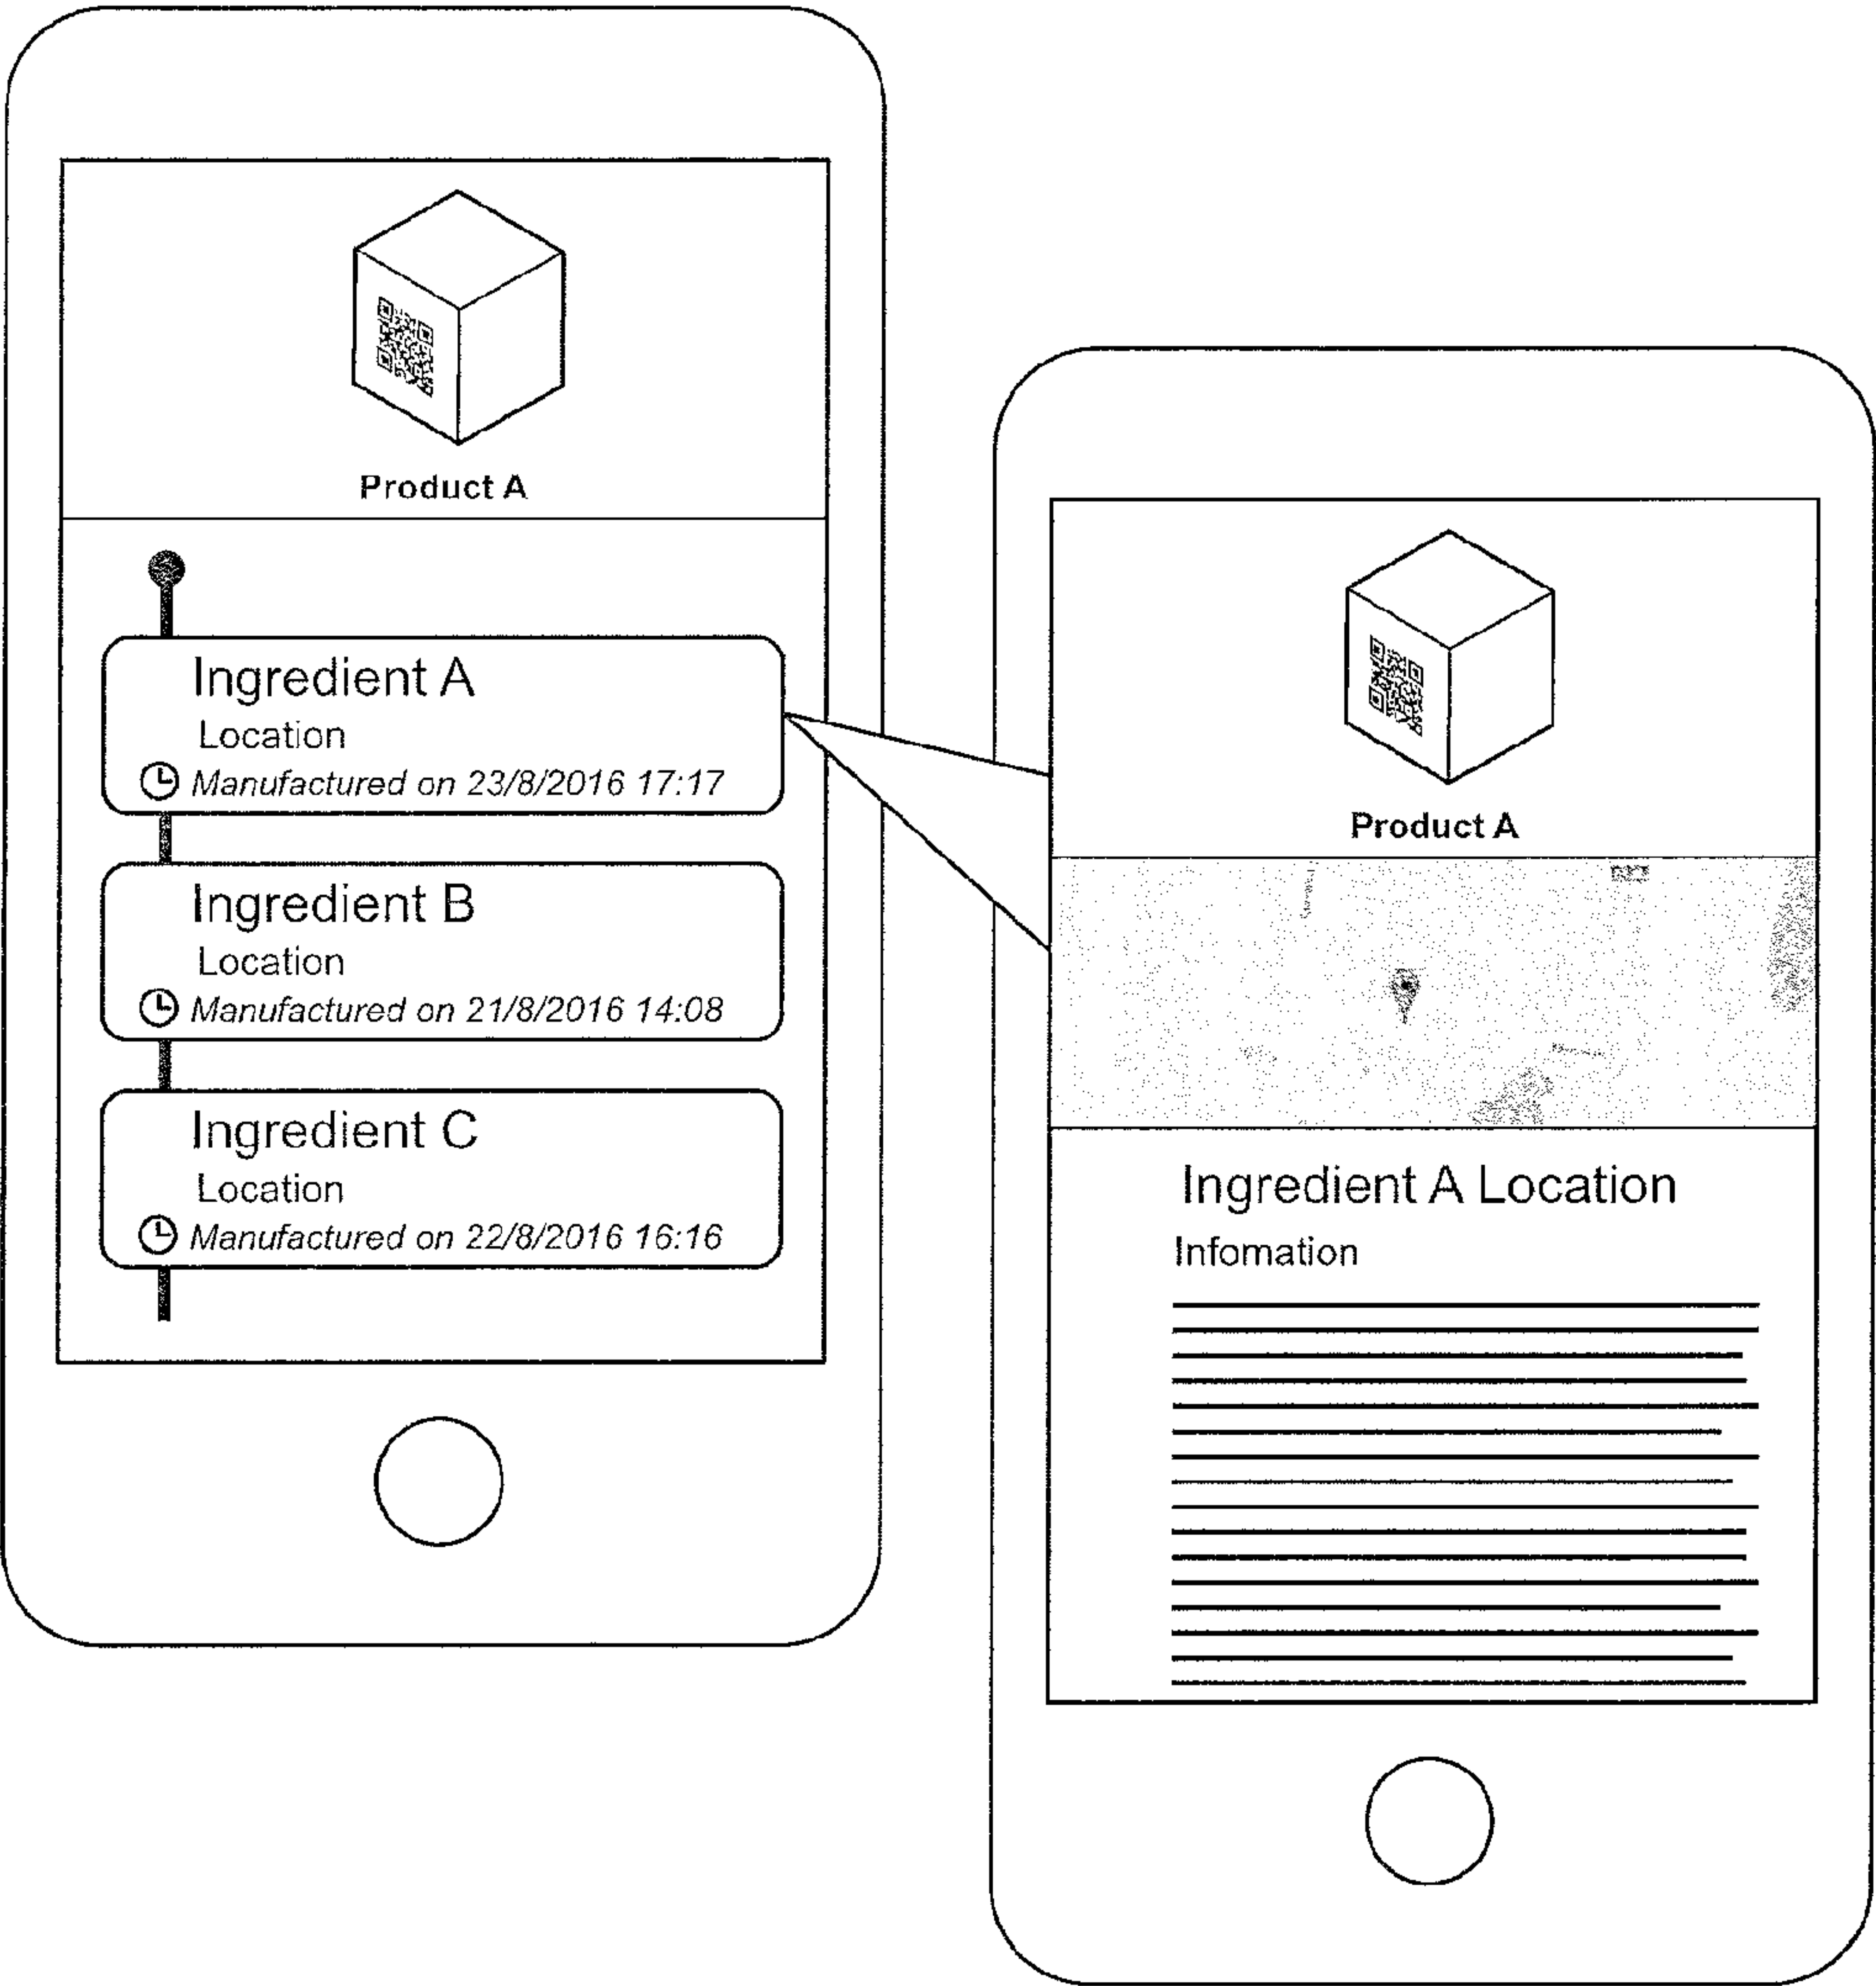 Product A
Ingredient A
Location
Manufactured on 23/8/2016 17:17
Ingredient B
Location
Manufactured on 21/8/2016 14:08
Ingredient C
Location
Manufactured on 22/8/2016 16:16
Product A
Ingredient A Location
Infomation